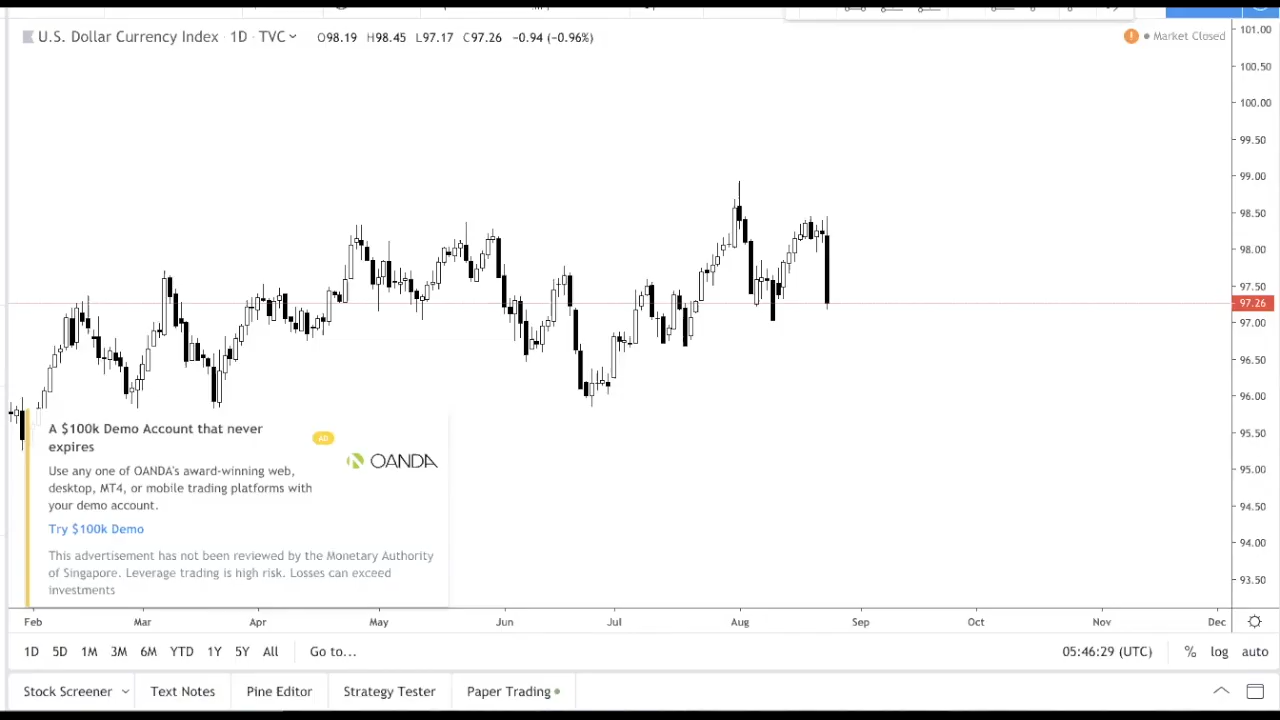 U.S. Dollar Currency Index · 1D · TVC O98.19 H98.45 L97.17 C97.26 −0.94 (−0.96%)
! Market Closed
101.00
100.50
100.00
99.50
99.00
98.50
98.00
97.50
97.26
97.00
96.50
96.00
95.50
95.00
94.50
94.00
93.50
A $100k Demo Account that never
expires
AD
OANDA
Use any one of OANDA's award-winning web,
desktop, MT4, or mobile trading platforms with
your demo account.
Try $100k Demo
This advertisement has not been reviewed by the Monetary Authority
of Singapore. Leverage trading is high risk. Losses can exceed
investments
Feb Mar Apr May Jun Jul Aug Sep Oct Nov Dec
1D 5D 1M 3M 6M YTD 1Y 5Y All Go to... 05:46:29 (UTC) % log auto
Stock Screener Text Notes Pine Editor Strategy Tester Paper Trading